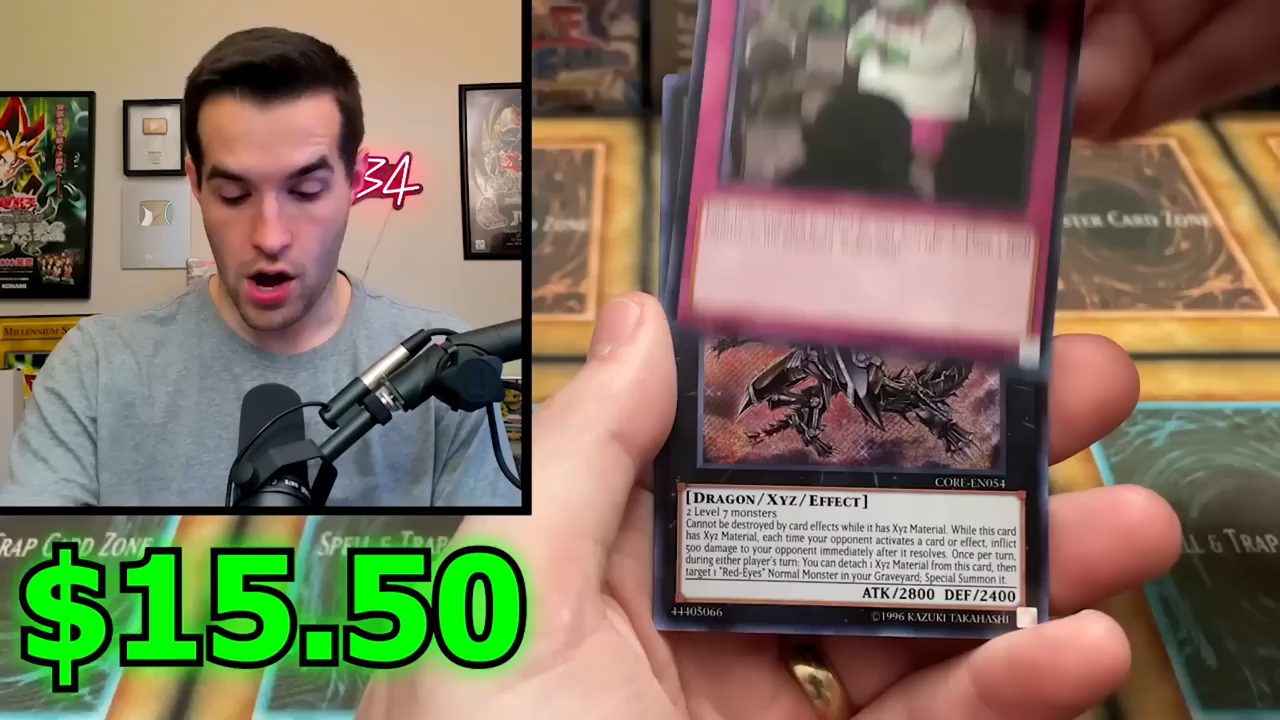 34
KONAMI
MILLENNIUM
STER CARD ZONE
TRAP CARD ZONE
SPELL & TRAP
LL & TRAP
$15.50
CORE-EN054
[DRAGON/XYZ/EFFECT]
2 Level 7 monsters
Cannot be destroyed by card effects while it has Xyz Material. While this card
has Xyz Material, each time your opponent activates a card or effect, inflict
500 damage to your opponent immediately after it resolves. Once per turn,
during either player's turn: You can detach 1 Xyz Material from this card, then
target 1 "Red-Eyes" Normal Monster in your Graveyard; Special Summon it.
ATK/2800 DEF/2400
44405066
©1996 KAZUKI TAKAHASHI